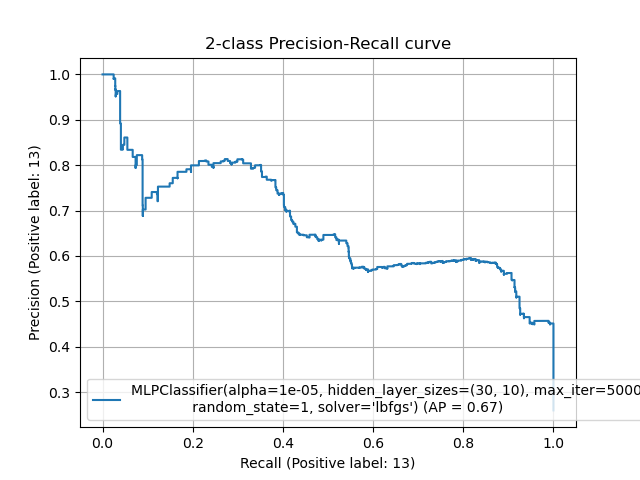 2-class Precision-Recall curve
1.0
0.9
0.8
0.7
0.6
0.5
0.4
0.3
Precision (Positive label: 13)
MLPClassifier(alpha=1e-05, hidden_layer_sizes=(30, 10), max_iter=5000
random_state=1, solver='lbfgs') (AP = 0.67)
0.0 0.2 0.4 0.6 0.8 1.0
Recall (Positive label: 13)